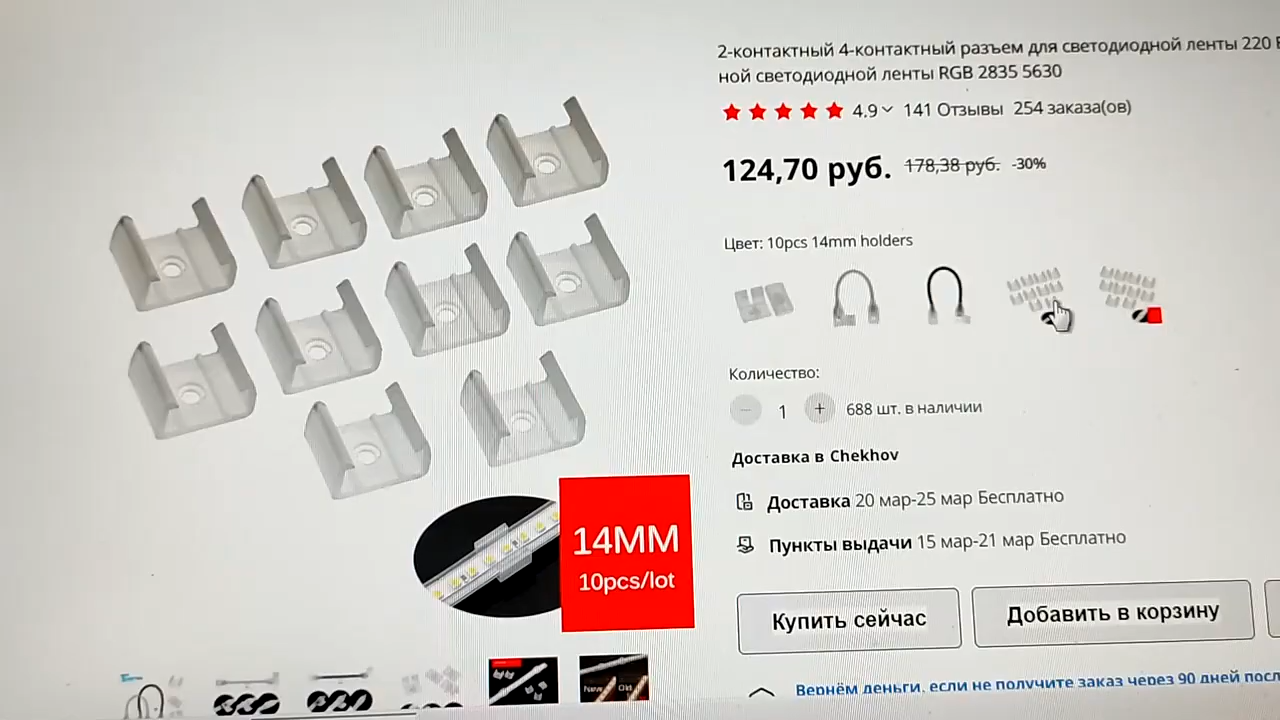 2-контактный 4-контактный разъем для светодиодной ленты 220
ной светодиодной ленты RGB 2835 5630
4.9 141 Отзывы 254 заказа(ов)
124,70 руб. 178,38 руб. -30%
Цвет: 10pcs 14mm holders
Количество:
1 + 688 шт. в наличии
Доставка в Chekhov
Доставка 20 мар-25 мар Бесплатно
Пункты выдачи 15 мар-21 мар Бесплатно
14MM
10pcs/lot
Купить сейчас
Добавить в корзину
New
Old
Вернём деньги, если не получите заказ через 90 дней